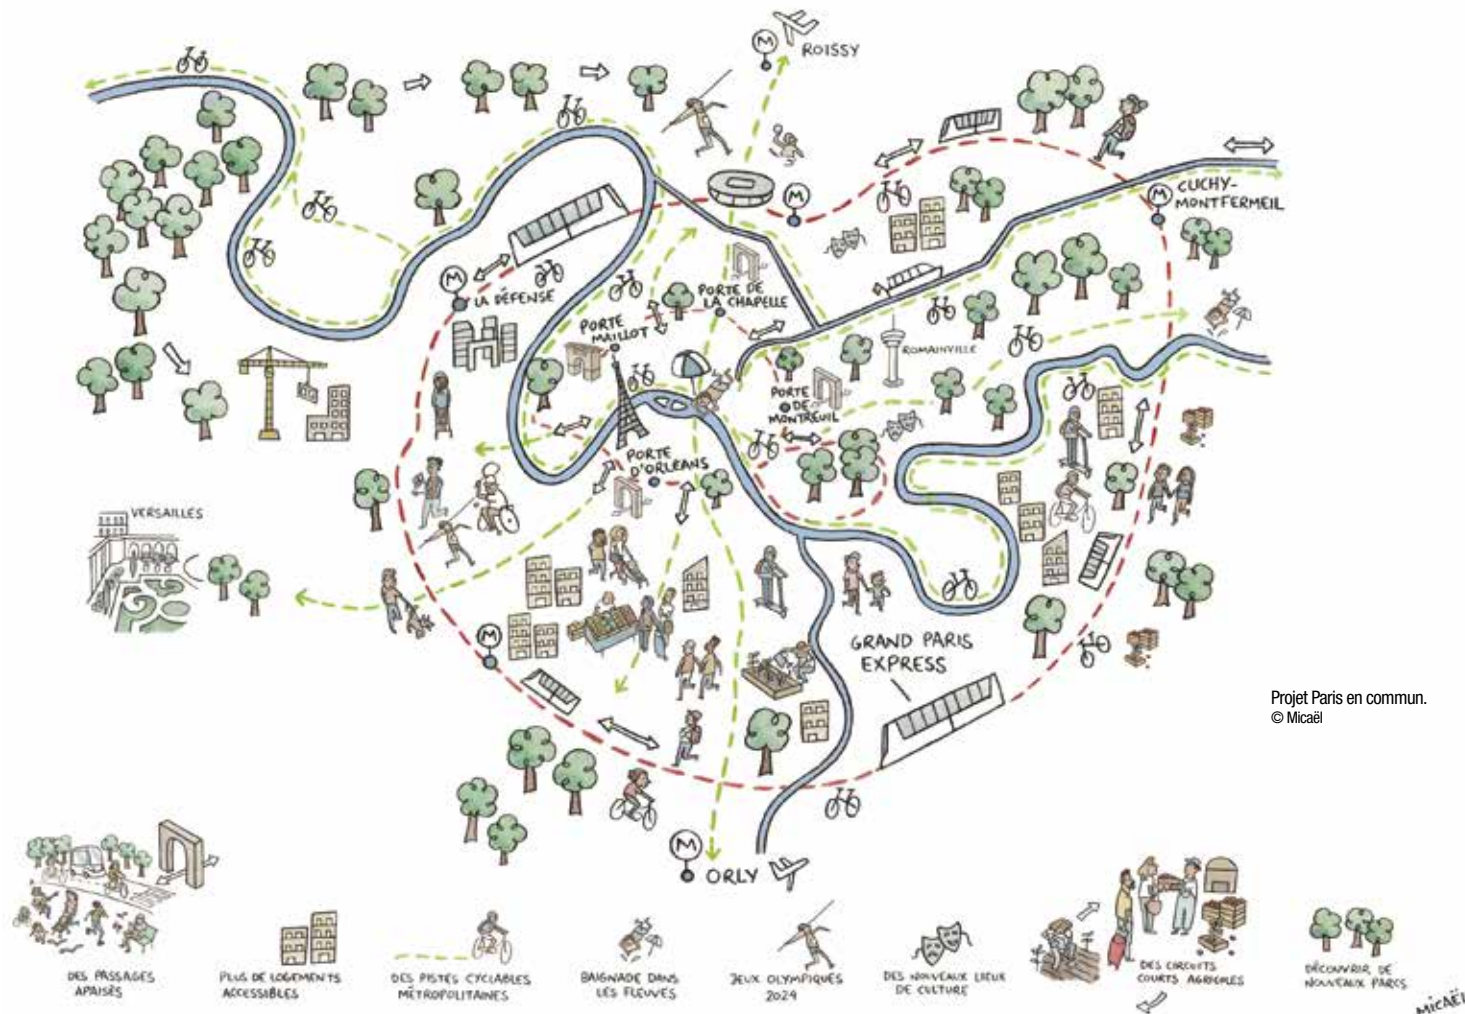 M
ROISSY
M
CLICHY-
MONTFERMEIL
M
M
LA DÉFENSE
PORTE DE
LA CHAPELLE
PORTE
MAILLOT
ROMAINVILLE
PORTE
DE
MONTREUIL
PORTE
D'ORLÉANS
VERSAILLES
M
GRAND PARIS
EXPRESS
Projet Paris en commun.
© Micaël
M
ORLY
DES PASSAGES
APAISÉS
PLUS DE LOGEMENTS
ACCESSIBLES
DES PISTES CYCLABLES
MÉTROPOLITAINES
BAIGNADE DANS
LES FLEUVES
JEUX OLYMPIQUES
2024
DES NOUVEAUX LIEUX
DE CULTURE
DES CIRCUITS
COURTS AGRICOLES
DÉCOUVRIR DE
NOUVEAUX PARCS
MICAËL